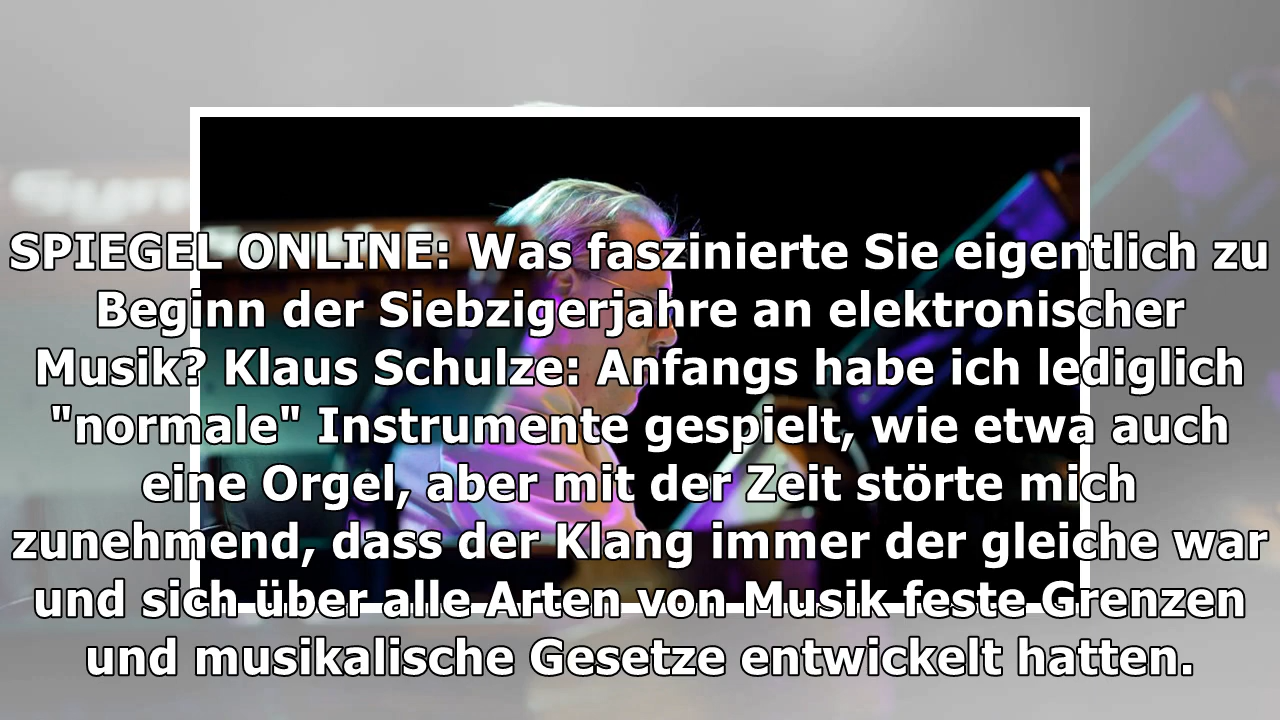 SPIEGEL ONLINE: Was faszinierte Sie eigentlich zu
Beginn der Siebzigerjahre an elektronischer
Musik? Klaus Schulze: Anfangs habe ich lediglich
"normale" Instrumente gespielt, wie etwa auch
eine Orgel, aber mit der Zeit störte mich
zunehmend, dass der Klang immer der gleiche war
und sich über alle Arten von Musik feste Grenzen
und musikalische Gesetze entwickelt hatten.